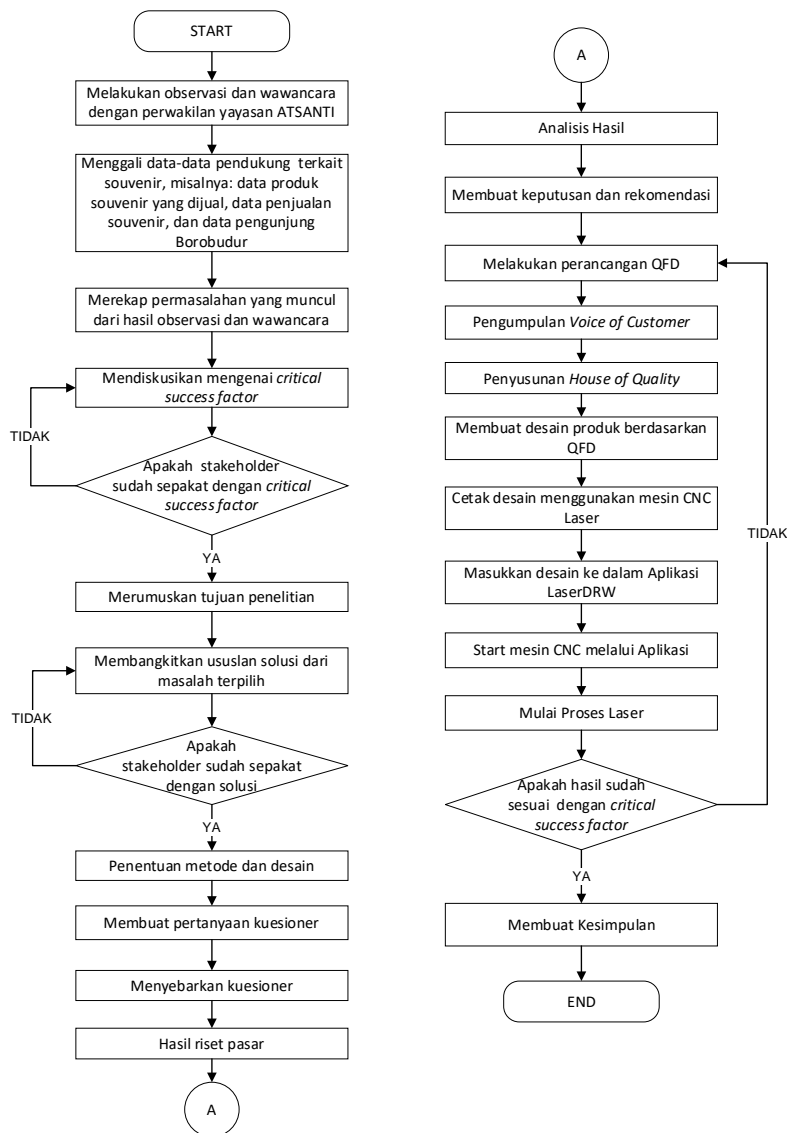 START
Melakukan observasi dan wawancara
dengan perwakilan yayasan ATSANTI
Menggali data-data pendukung terkait
souvenir, misalnya: data produk
souvenir yang dijual, data penjualan
souvenir, dan data pengunjung
Borobudur
Merekap permasalahan yang muncul
dari hasil observasi dan wawancara
Mendiskusikan mengenai critical
success factor
TIDAK
Apakah stakeholder
sudah sepakat dengan critical
success factor
YA
Merumuskan tujuan penelitian
Membangkitkan ususlan solusi dari
masalah terpilih
TIDAK
Apakah
stakeholder sudah sepakat
dengan solusi
YA
Penentuan metode dan desain
Membuat pertanyaan kuesioner
Menyebarkan kuesioner
Hasil riset pasar
A
A
Analisis Hasil
Membuat keputusan dan rekomendasi
Melakukan perancangan QFD
Pengumpulan Voice of Customer
Penyusunan House of Quality
Membuat desain produk berdasarkan
QFD
Cetak desain menggunakan mesin CNC
Laser
TIDAK
Masukkan desain ke dalam Aplikasi
LaserDRW
Start mesin CNC melalui Aplikasi
Mulai Proses Laser
Apakah hasil sudah
sesuai dengan critical
success factor
YA
Membuat Kesimpulan
END